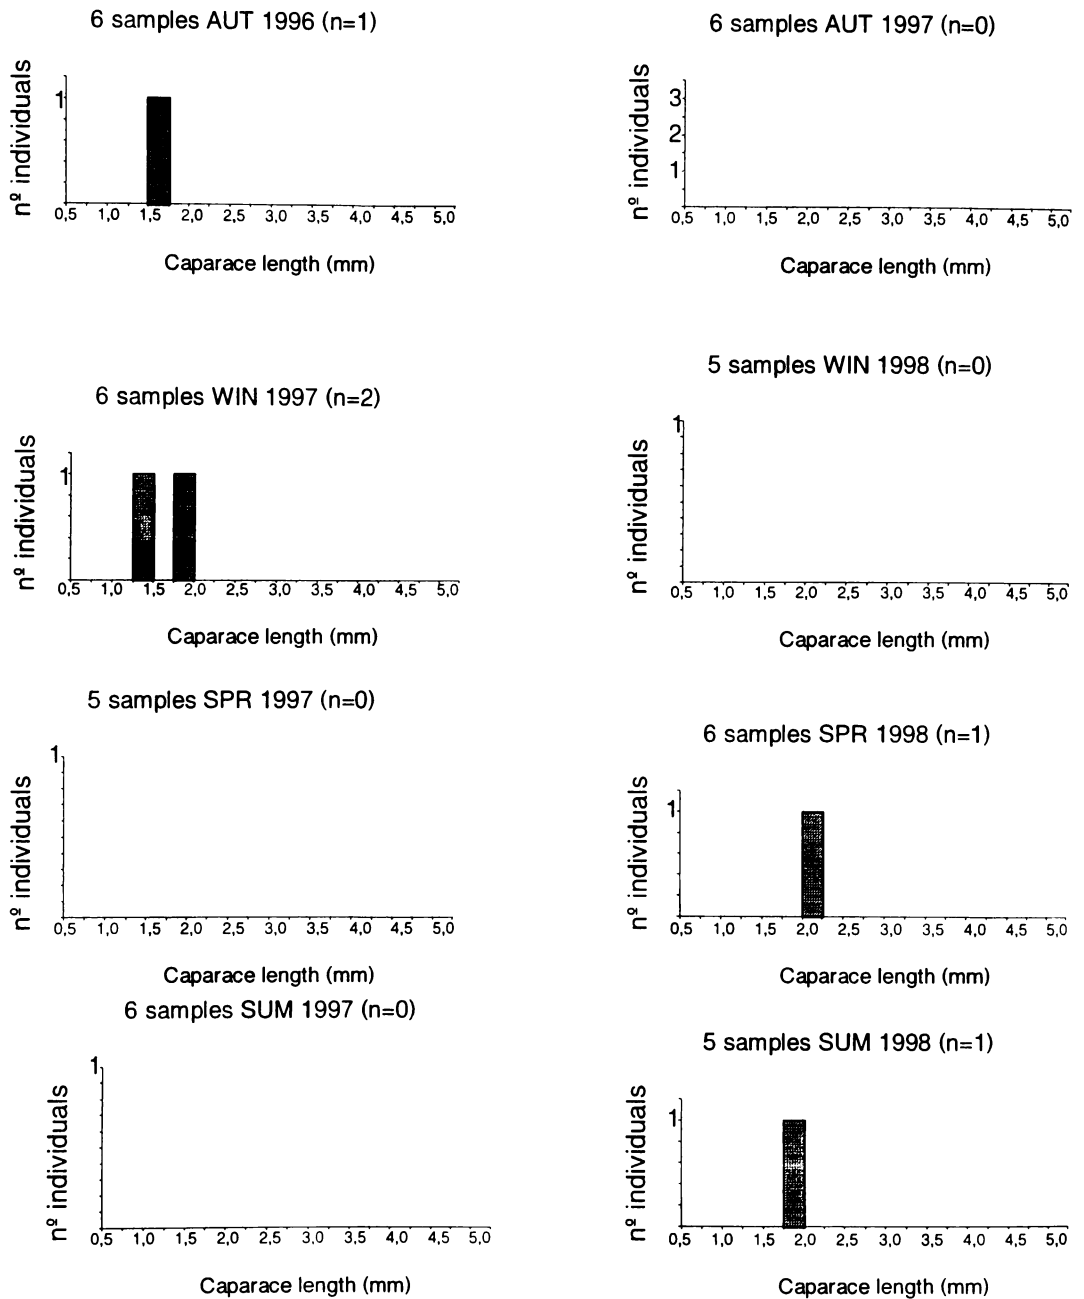 6 samples AUT 1996 (n=1)
nº individuals
1
0,5 1,0 1,5 2,0 2,5 3,0 3,5 4,0 4,5 5,0
Caparace length (mm)
6 samples AUT 1997 (n=0)
nº individuals
3
2
1
0,5 1,0 1,5 2,0 2,5 3,0 3,5 4,0 4,5 5,0
Caparace length (mm)
6 samples WIN 1997 (n=2)
nº individuals
1
0,5 1,0 1,5 2,0 2,5 3,0 3,5 4,0 4,5 5,0
Caparace length (mm)
5 samples WIN 1998 (n=0)
nº individuals
1
0,5 1,0 1,5 2,0 2,5 3,0 3,5 4,0 4,5 5,0
Caparace length (mm)
5 samples SPR 1997 (n=0)
nº individuals
1
0,5 1,0 1,5 2,0 2,5 3,0 3,5 4,0 4,5 5,0
Caparace length (mm)
6 samples SPR 1998 (n=1)
nº individuals
1
0,5 1,0 1,5 2,0 2,5 3,0 3,5 4,0 4,5 5,0
Caparace length (mm)
6 samples SUM 1997 (n=0)
nº individuals
1
0,5 1,0 1,5 2,0 2,5 3,0 3,5 4,0 4,5 5,0
Caparace length (mm)
5 samples SUM 1998 (n=1)
nº individuals
1
0,5 1,0 1,5 2,0 2,5 3,0 3,5 4,0 4,5 5,0
Caparace length (mm)